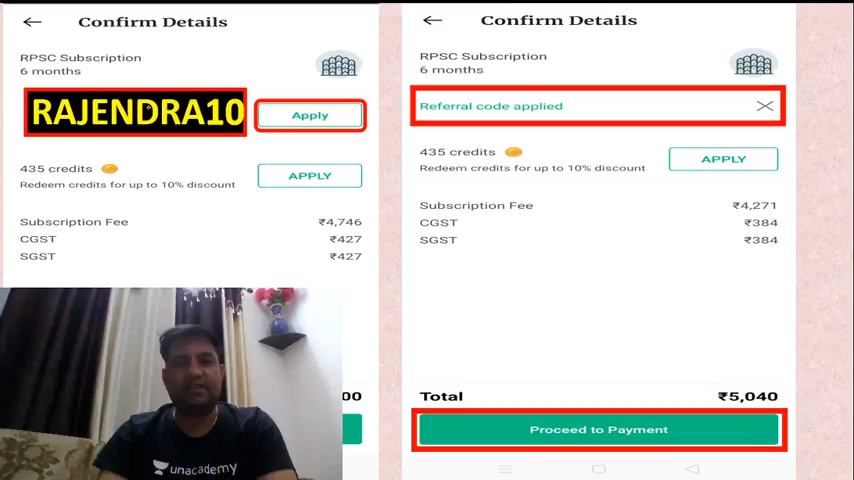 Confirm Details
RPSC Subscription
6 months
RAJENDRA10
Apply
435 credits
Redeem credits for up to 10% discount
APPLY
Subscription Fee ₹4,746
CGST ₹427
SGST ₹427
00
unacademy
Confirm Details
RPSC Subscription
6 months
Referral code applied
435 credits
Redeem credits for up to 10% discount
APPLY
Subscription Fee ₹4,271
CGST ₹384
SGST ₹384
Total ₹5,040
Proceed to Payment